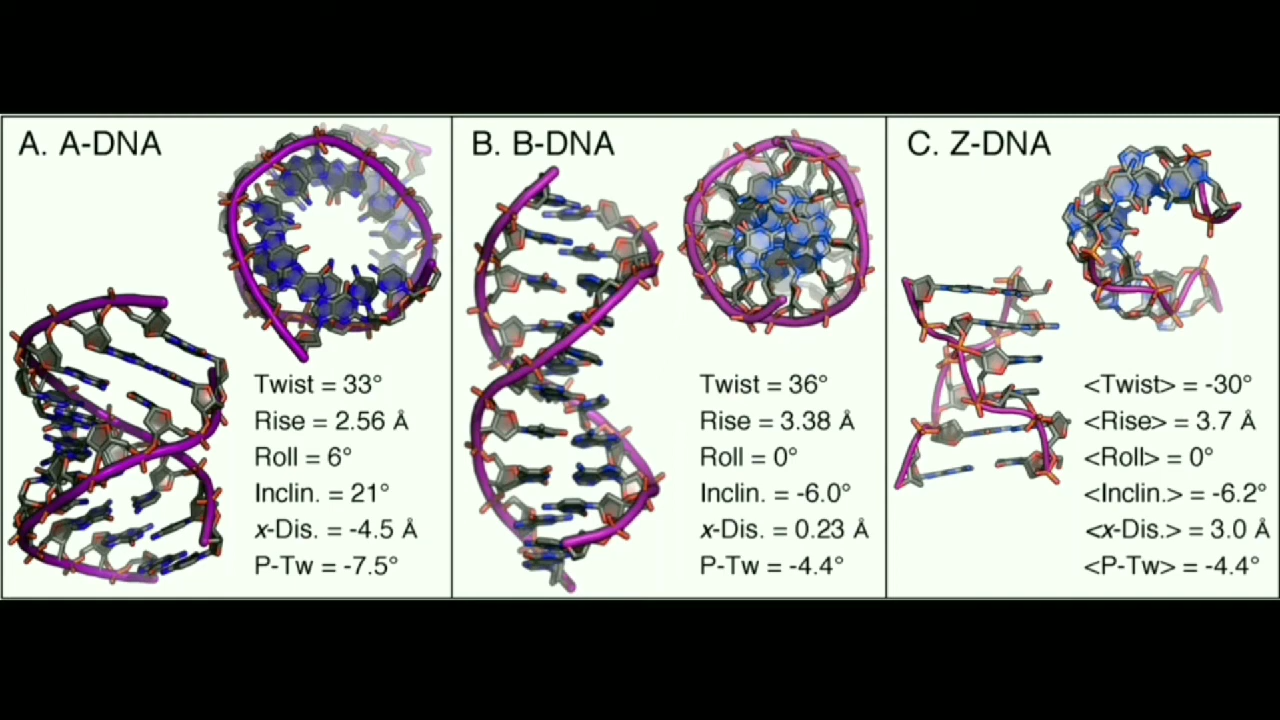 A. A-DNA
Twist = 33°
Rise = 2.56 Å
Roll = 6°
Inclin. = 21°
x-Dis. = -4.5 Å
P-Tw = -7.5°
B. B-DNA
Twist = 36°
Rise = 3.38 Å
Roll = 0°
Inclin. = -6.0°
x-Dis. = 0.23 Å
P-Tw = -4.4°
C. Z-DNA
<Twist> = -30°
<Rise> = 3.7 Å
<Roll> = 0°
<Inclin.> = -6.2°
<x-Dis.> = 3.0 Å
<P-Tw> = -4.4°